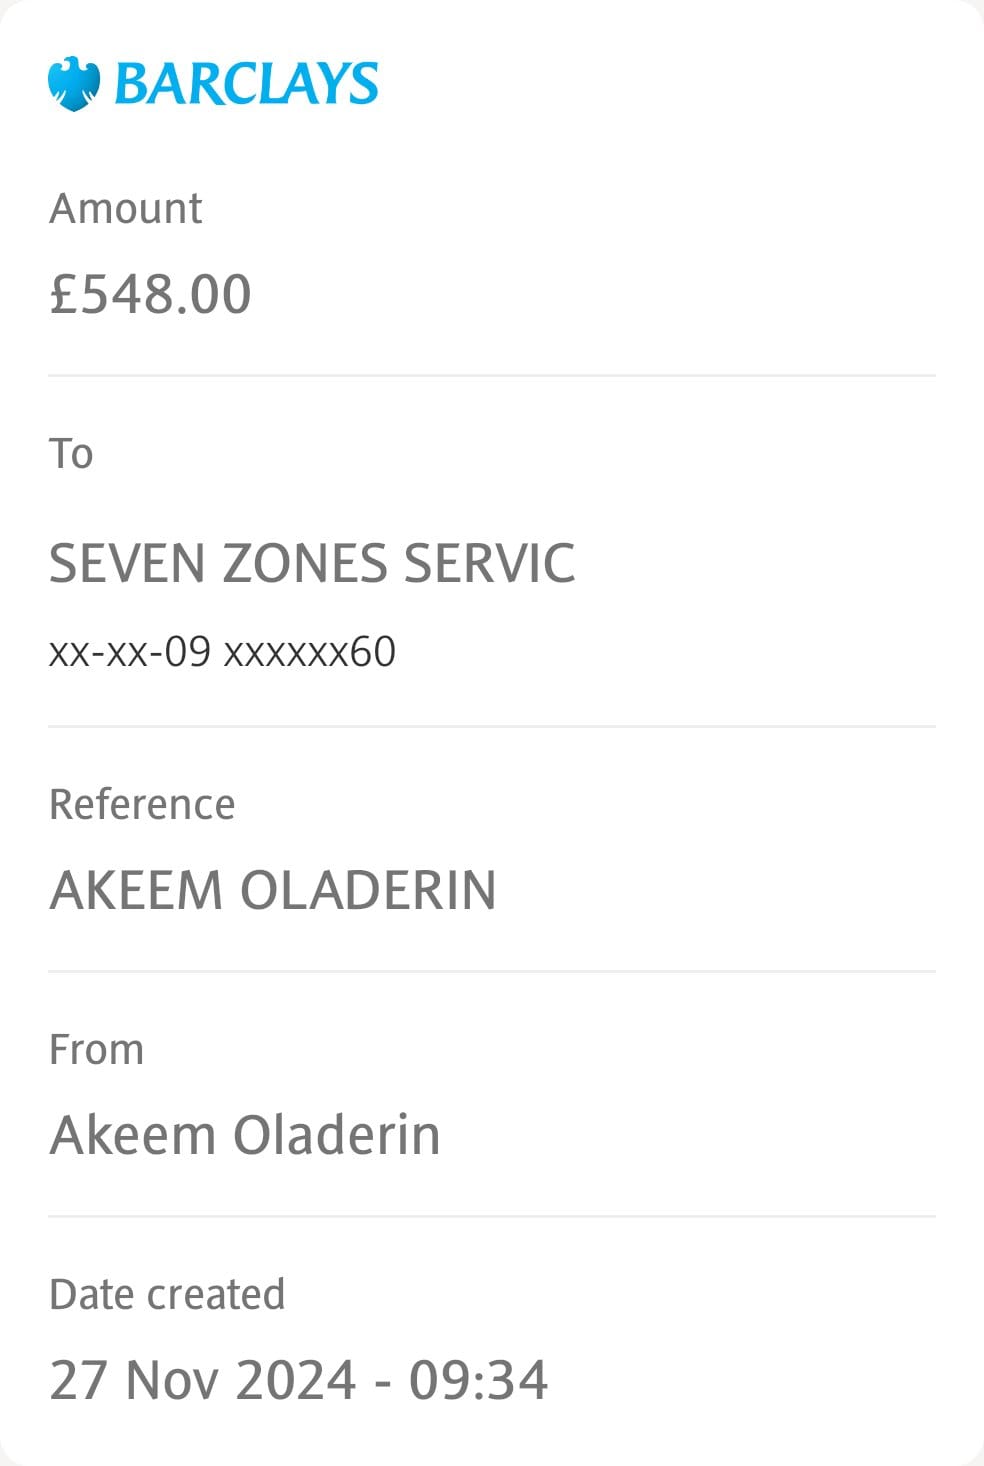 BARCLAYS
Amount
£548.00
To
SEVEN ZONES SERVIC
xx-xx-09 xxxxxx60
Reference
AKEEM OLADERIN
From
Akeem Oladerin
Date created
27 Nov 2024 - 09:34